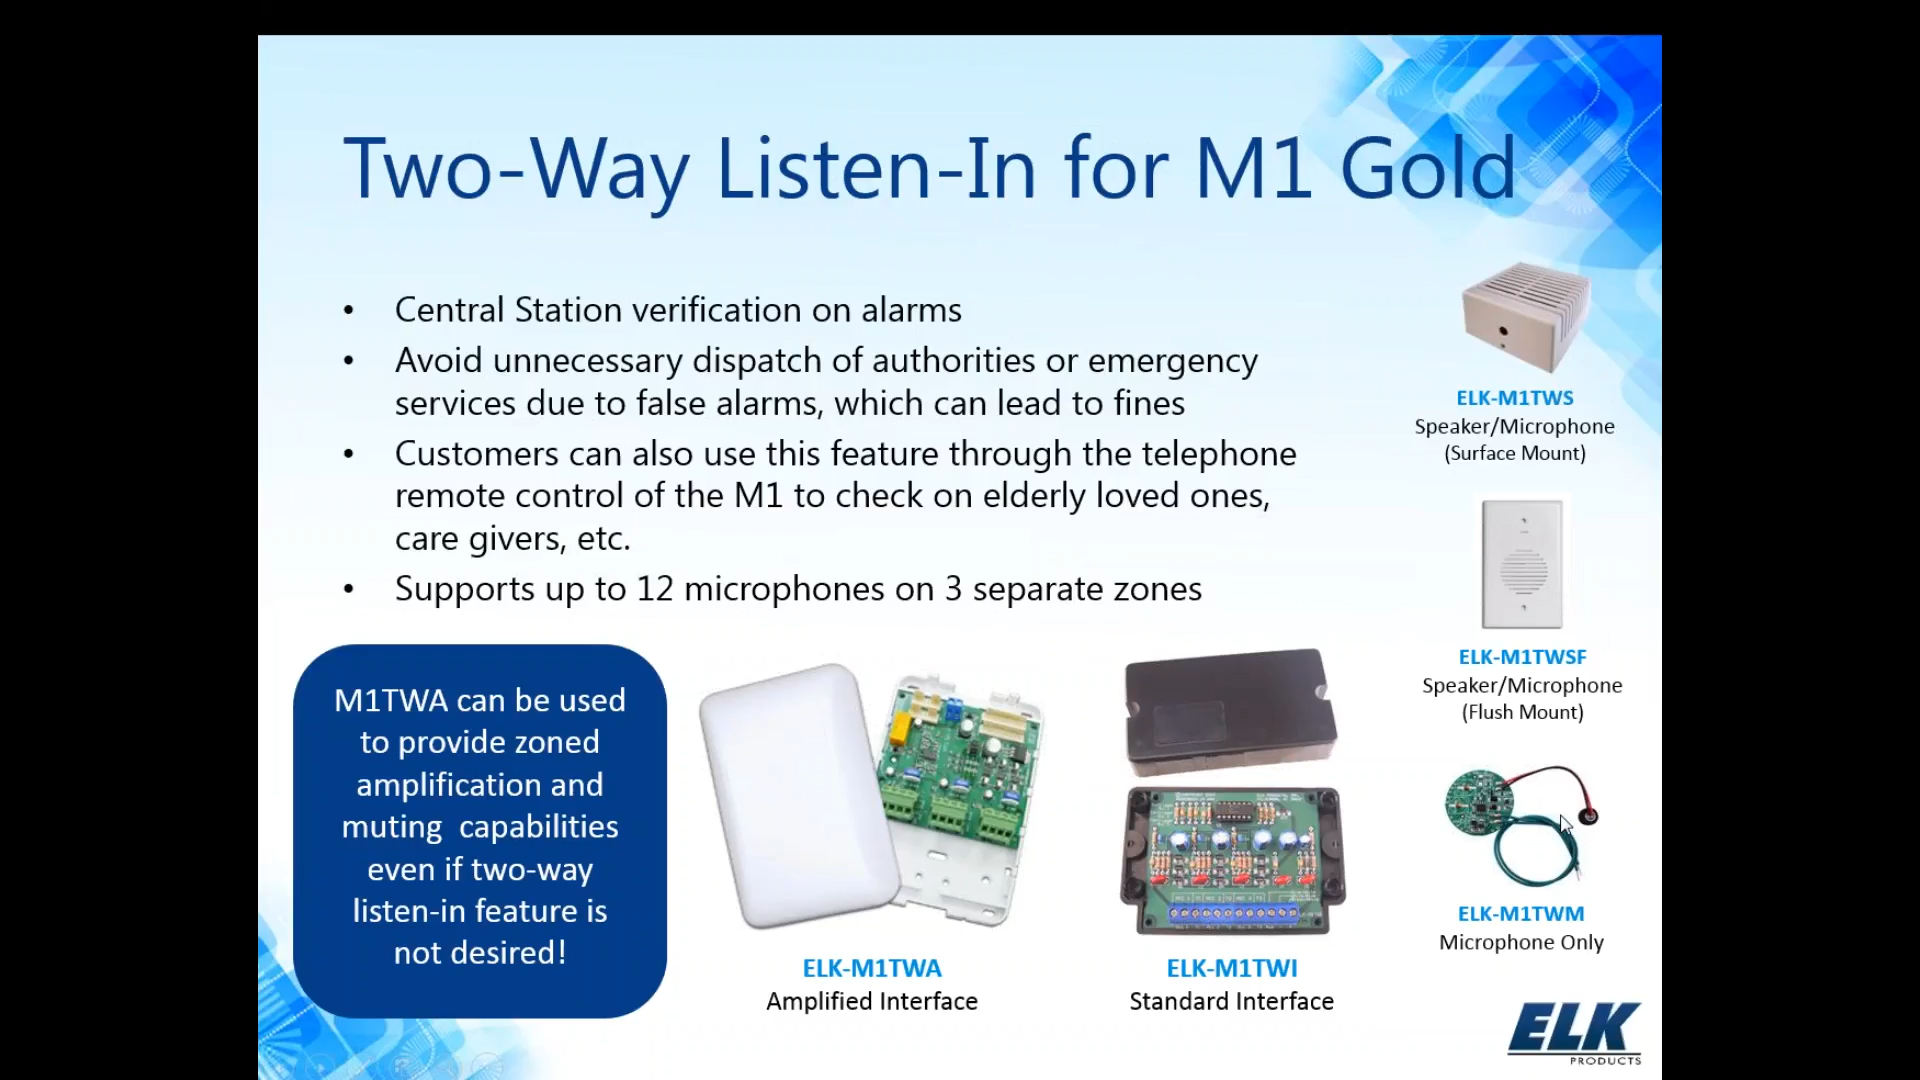 Two-Way Listen-In for M1 Gold
• Central Station verification on alarms
• Avoid unnecessary dispatch of authorities or emergency
services due to false alarms, which can lead to fines
• Customers can also use this feature through the telephone
remote control of the M1 to check on elderly loved ones,
care givers, etc.
• Supports up to 12 microphones on 3 separate zones
M1TWA can be used
to provide zoned
amplification and
muting capabilities
even if two-way
listen-in feature is
not desired!
ELK-M1TWA
Amplified Interface
ELK-M1TWI
Standard Interface
ELK-M1TWS
Speaker/Microphone
(Surface Mount)
ELK-M1TWSF
Speaker/Microphone
(Flush Mount)
ELK-M1TWM
Microphone Only
ELK
PRODUCTS